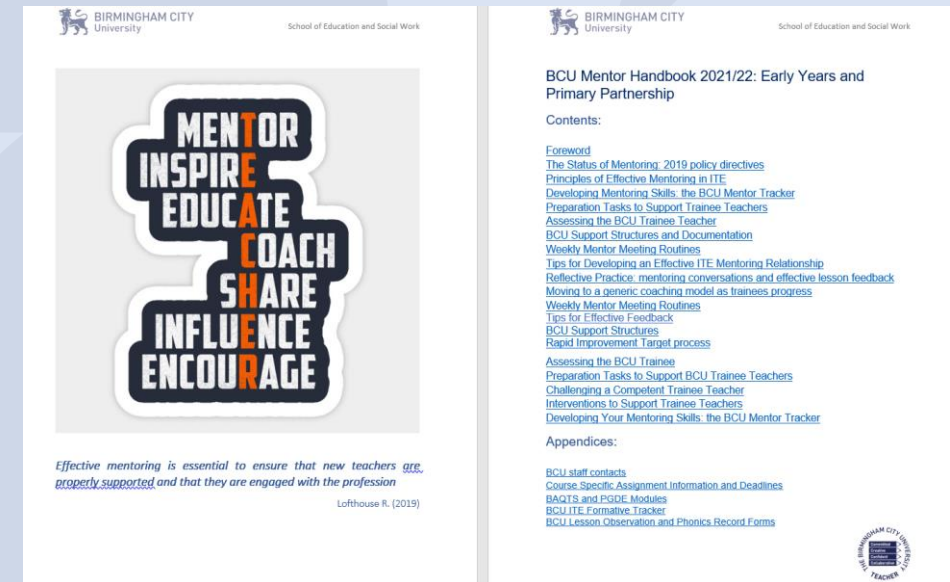 BIRMINGHAM CITY
University
School of Education and Social Work
MENTOR
INSPIRE
EDUCATE
COACH
SHARE
INFLUENCE
ENCOURAGE
Effective mentoring is essential to ensure that new teachers are
properly supported and that they are engaged with the profession
Lofthouse R. (2019)
BIRMINGHAM CITY
University
School of Education and Social Work
BCU Mentor Handbook 2021/22: Early Years and
Primary Partnership
Contents:
Foreword
The Status of Mentoring: 2019 policy directives
Principles of Effective Mentoring in ITE
Developing Mentoring Skills: the BCU Mentor Tracker
Preparation Tasks to Support Trainee Teachers
Assessing the BCU Trainee Teacher
BCU Support Structures and Documentation
Weekly Mentor Meeting Routines
Tips for Developing an Effective ITE Mentoring Relationship
Reflective Practice: mentoring conversations and effective lesson feedback
Moving to a generic coaching model as trainees progress
Weekly Mentor Meeting Routines
Tips for Effective Feedback
BCU Support Structures
Rapid Improvement Target process
Assessing the BCU Trainee
Preparation Tasks to Support BCU Trainee Teachers
Challenging a Competent Trainee Teacher
Interventions to Support Trainee Teachers
Developing Your Mentoring Skills: the BCU Mentor Tracker
Appendices:
BCU staff contacts
Course Specific Assignment Information and Deadlines
BAQTS and PGDE Modules
BCU ITE Formative Tracker
BCU Lesson Observation and Phonics Record Forms
THE BIRMINGHAM CITY UNIVERSITY
Committed
Creative
Confident
Collaborative
TEACHER